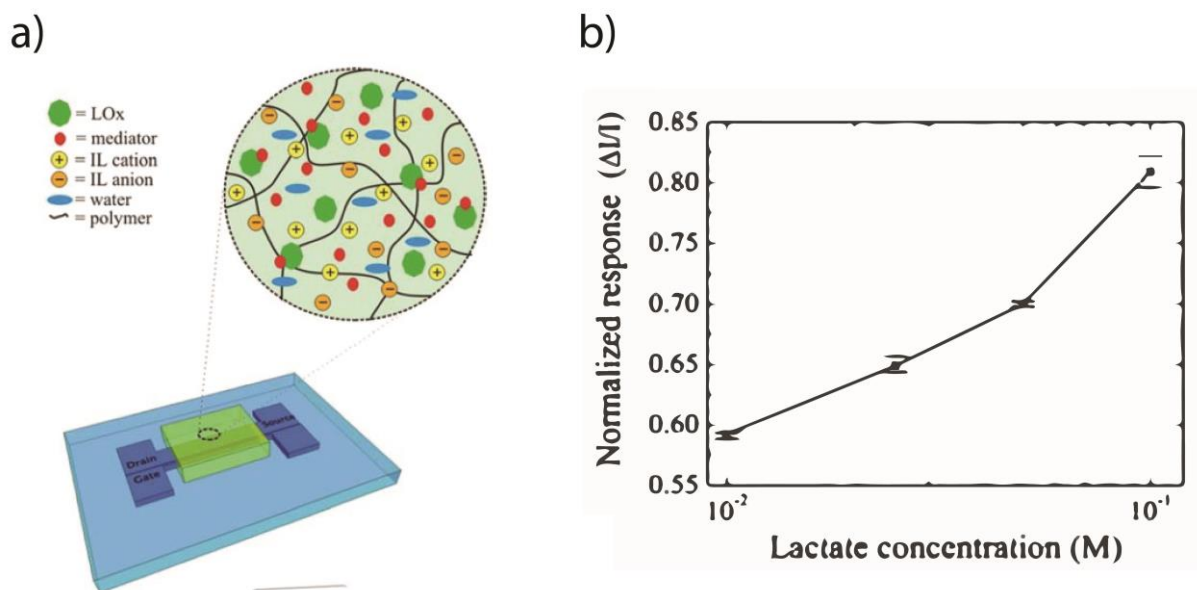 a)
= LOx
= mediator
= IL cation
= IL anion
= water
= polymer
Source
Drain
Gate
b)
Normalized response (ΔI/I)
0.85
0.80
0.75
0.70
0.65
0.60
0.55
10⁻² 10⁻¹
Lactate concentration (M)